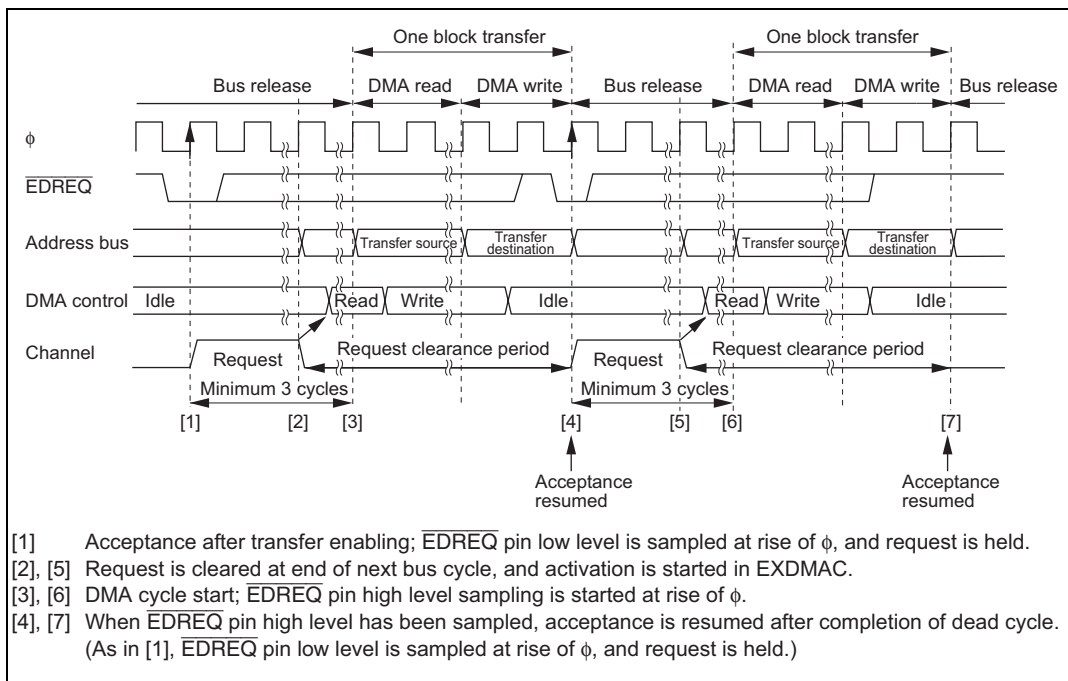 One block transfer One block transfer
Bus release DMA read DMA write Bus release DMA read DMA write Bus release
ϕ
EDREQ
Address bus Transfer source Transfer destination Transfer source Transfer destination
DMA control Idle Read Write Idle Read Write Idle
Channel Request Request clearance period Request Request clearance period
Minimum 3 cycles Minimum 3 cycles
[1] [2] [3] [4] [5] [6] [7]
Acceptance resumed Acceptance resumed
[1] Acceptance after transfer enabling; EDREQ pin low level is sampled at rise of ϕ, and request is held.
[2], [5] Request is cleared at end of next bus cycle, and activation is started in EXDMAC.
[3], [6] DMA cycle start; EDREQ pin high level sampling is started at rise of ϕ.
[4], [7] When EDREQ pin high level has been sampled, acceptance is resumed after completion of dead cycle.
(As in [1], EDREQ pin low level is sampled at rise of ϕ, and request is held.)